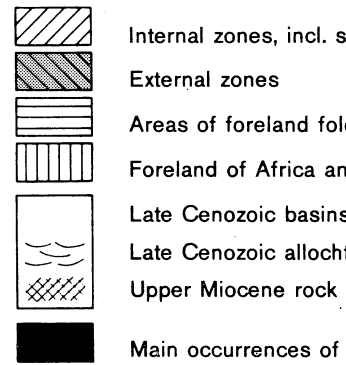 Internal zones, incl. s
External zones
Areas of foreland fol
Foreland of Africa an
Late Cenozoic basins
Late Cenozoic alloch
Upper Miocene rock
Main occurrences of